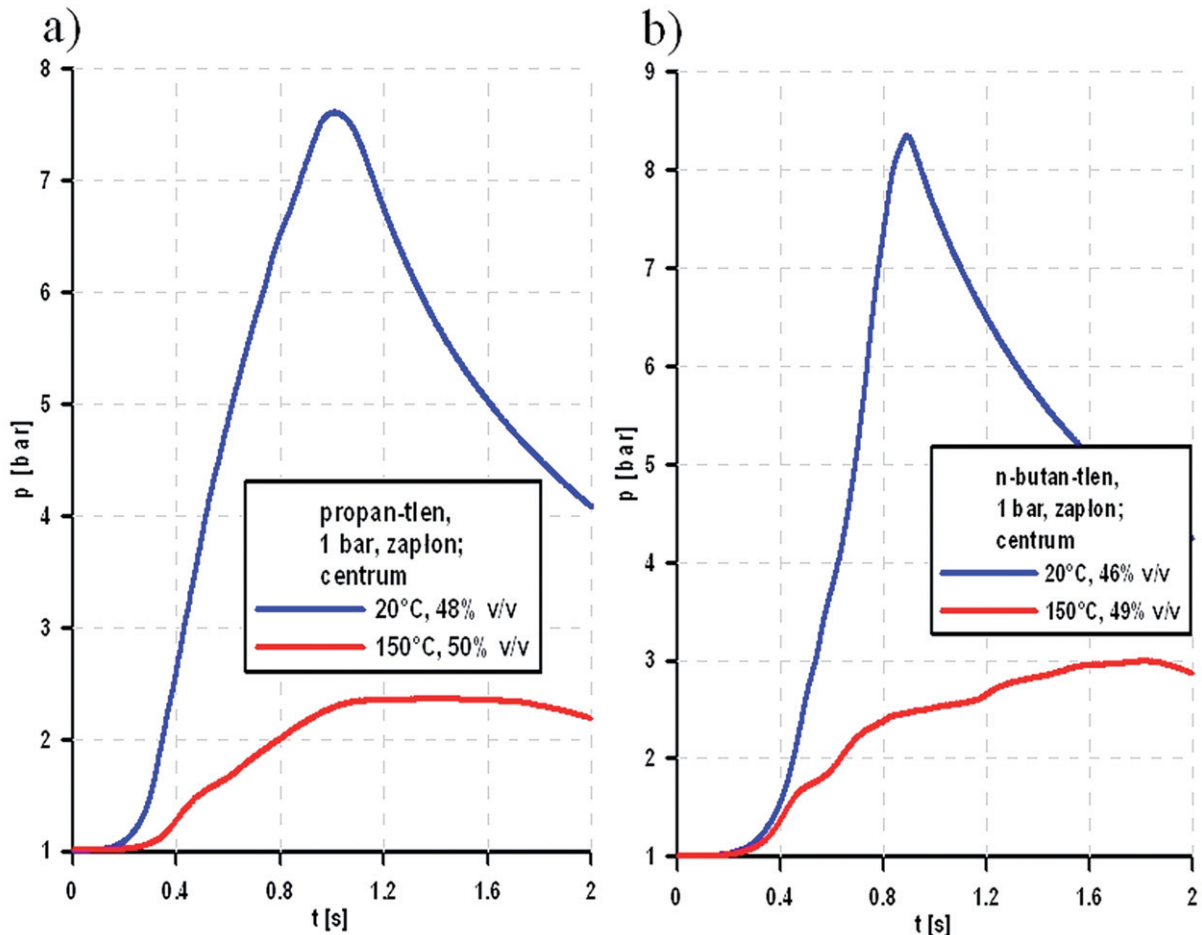 a)
8
7
6
5
4
3
2
1
p [bar]
0
0.4
0.8
1.2
1.6
2
t [s]
propan-tlen,
1 bar, zapłon;
centrum
20°C, 48% v/v
150°C, 50% v/v
b)
9
8
7
6
5
4
3
2
1
p [bar]
0
0.4
0.8
1.2
1.6
2
t [s]
n-butan-tlen,
1 bar, zapłon;
centrum
20°C, 46% v/v
150°C, 49% v/v